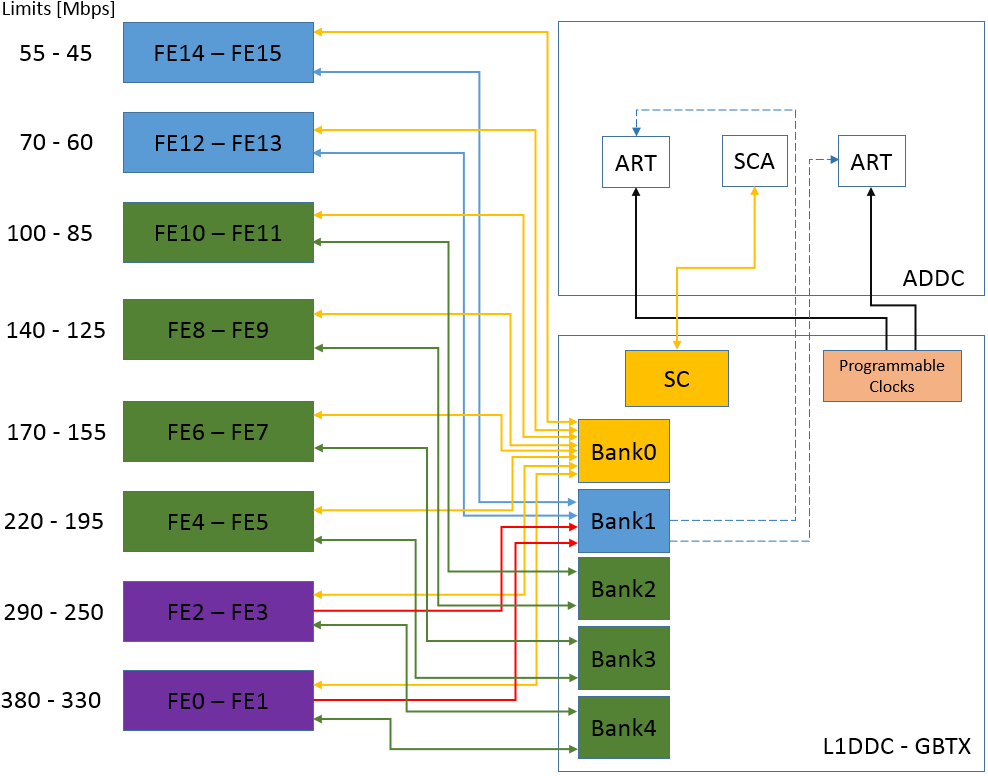 Limits [Mbps]
55 - 45
FE14 – FE15
70 - 60
FE12 – FE13
ART
SCA
ART
100 - 85
FE10 – FE11
ADDC
140 - 125
FE8 – FE9
SC
Programmable
Clocks
170 - 155
FE6 – FE7
Bank0
220 - 195
FE4 – FE5
Bank1
Bank2
290 - 250
FE2 – FE3
Bank3
380 - 330
FE0 – FE1
Bank4
L1DDC - GBTX